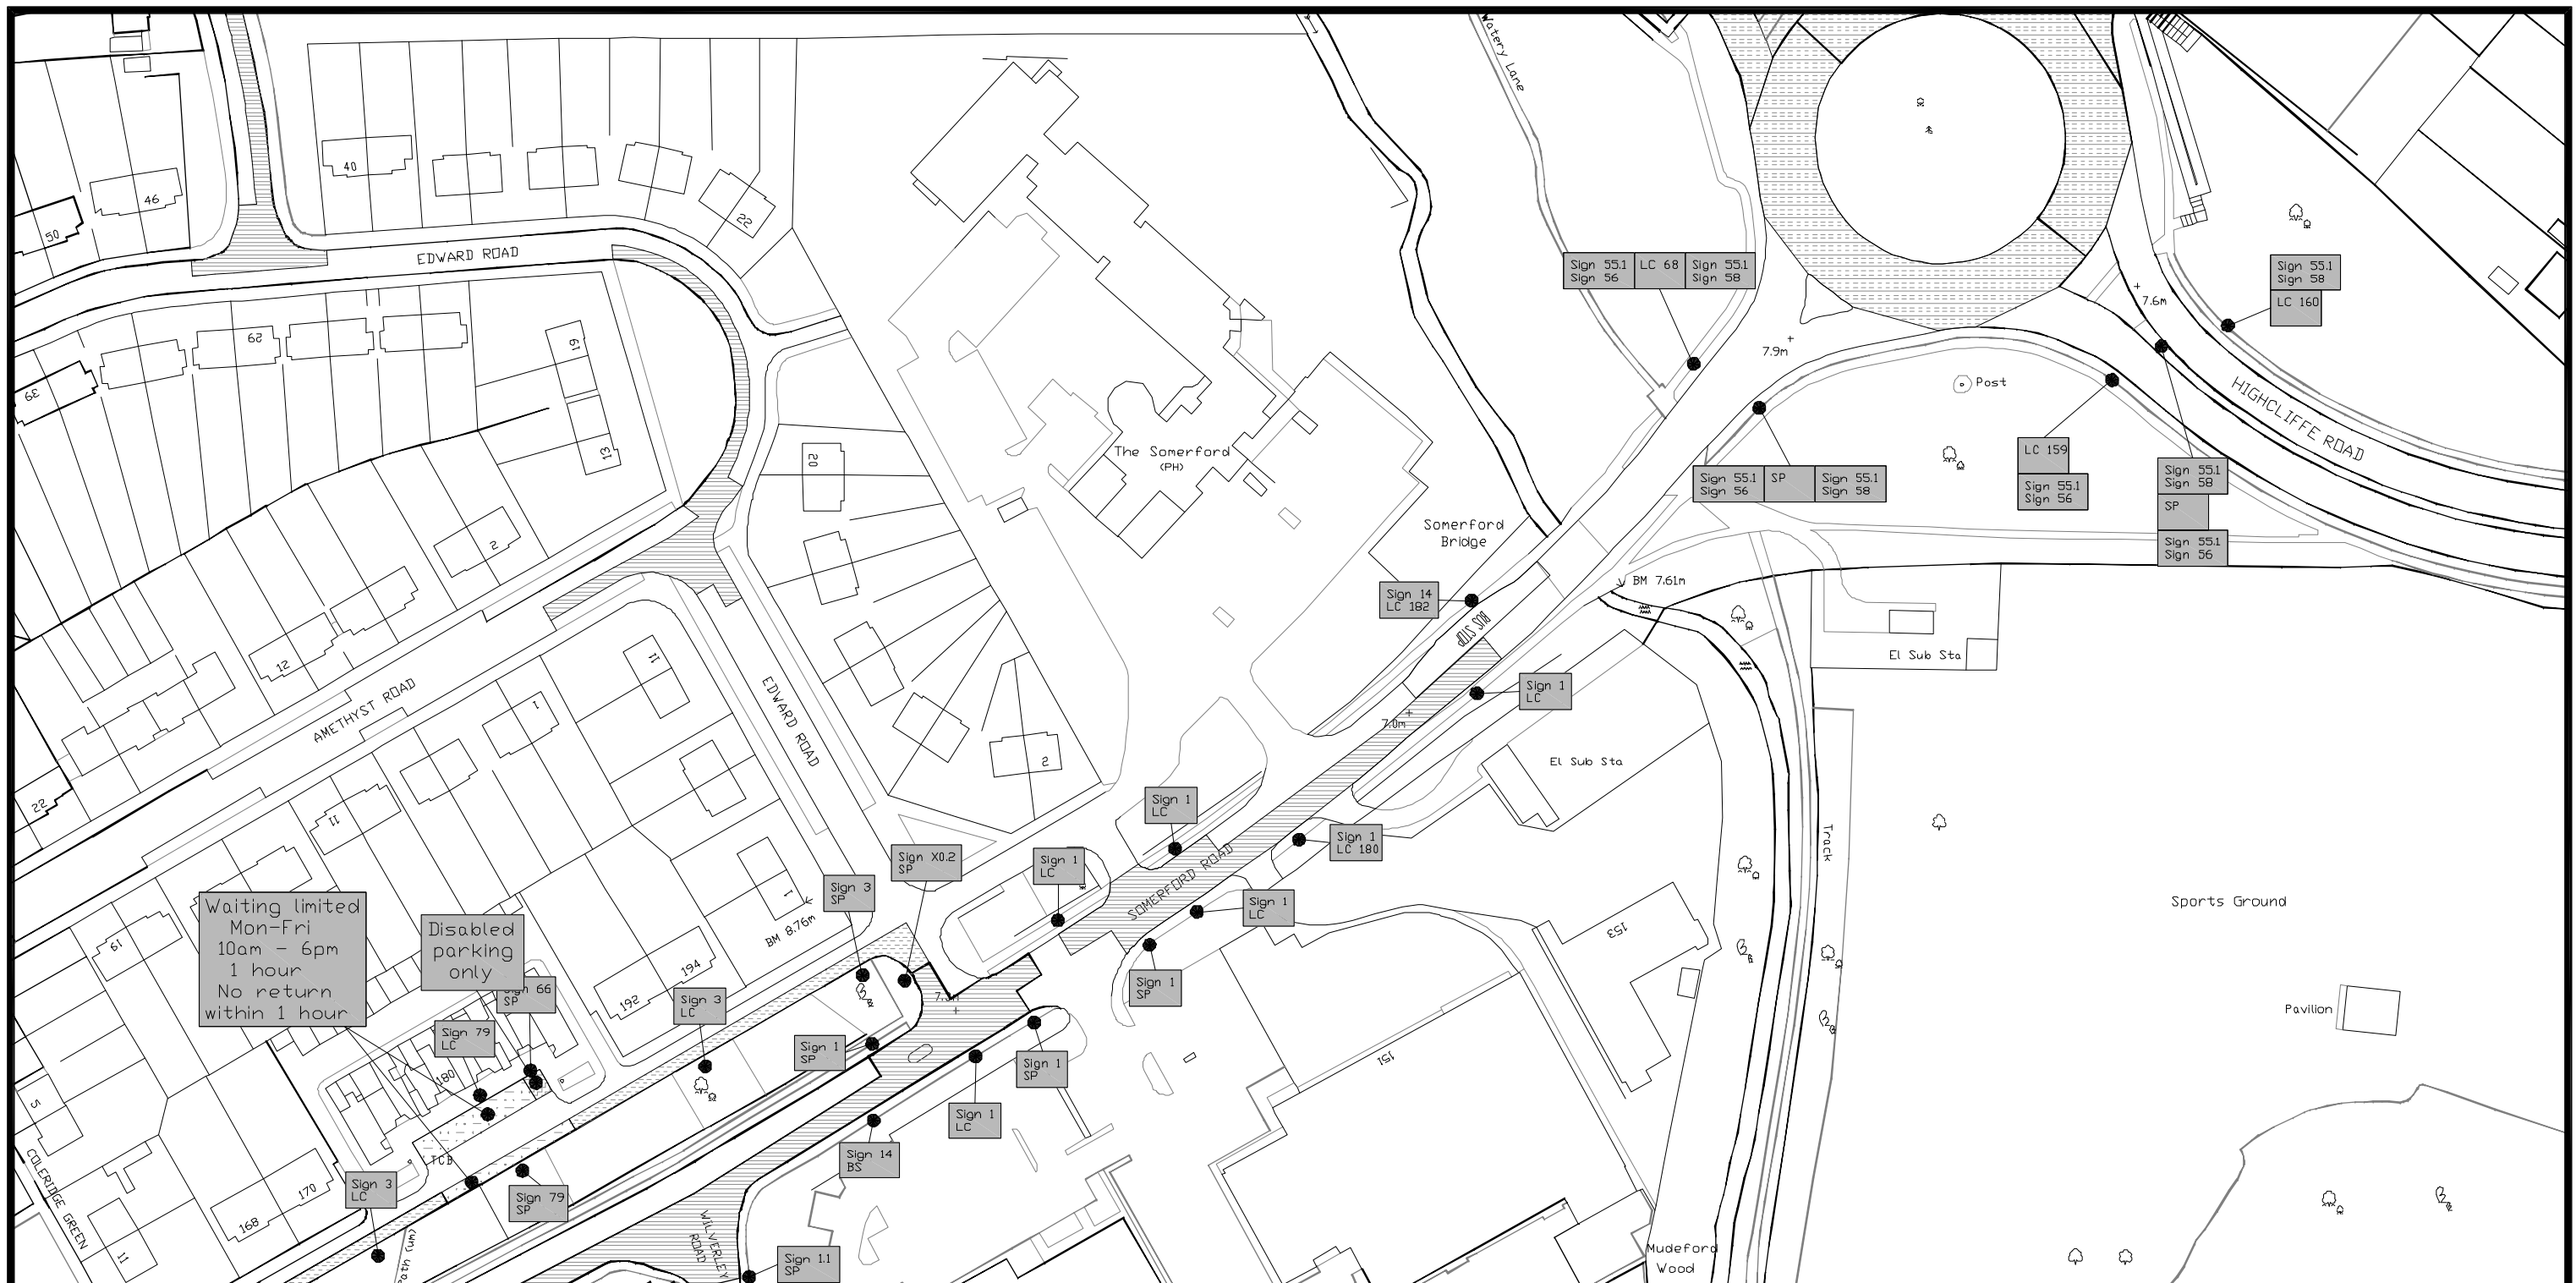 Watery Lane
40
46
50
22
EDWARD ROAD
Sign 55.1
Sign 56
LC 68
Sign 55.1
Sign 58
Sign 55.1
Sign 58
LC 160
7.6m
7.9m
Post
HIGHCLIFFE ROAD
29
19
39
13
20
The Somerford
(PH)
LC 159
Sign 55.1
Sign 56
Sign 55.1
Sign 56
SP
Sign 55.1
Sign 58
Sign 55.1
Sign 58
SP
Sign 55.1
Sign 56
Somerford
Bridge
2
BM 7.61m
Sign 14
LC 182
BUS STOP
El Sub Sta
12
11
AMETHYST ROAD
EDWARD ROAD
1
Sign 1
LC
7.0m
El Sub Sta
2
22
11
Sign 1
LC
Track
Sign 1
LC 180
SOMERFORD ROAD
Sign X0.2
SP
Sign 1
LC
Sign 3
SP
1
BM 8.76m
Sign 1
LC
Sports Ground
153
Waiting limited
Mon-Fri
10am - 6pm
1 hour
No return
within 1 hour
Disabled
parking
only
19
194
192
Sign 66
SP
Sign 3
LC
Sign 1
SP
Pavilion
Sign 79
LC
Sign 1
SP
Sign 1
SP
151
180
5
Sign 1
LC
Sign 14
BS
TCB
Sign 3
LC
Sign 79
SP
170
168
COLERIDGE GREEN
11
WILVERLEY
ROAD
Sign 1.1
SP
Mudeford
Wood